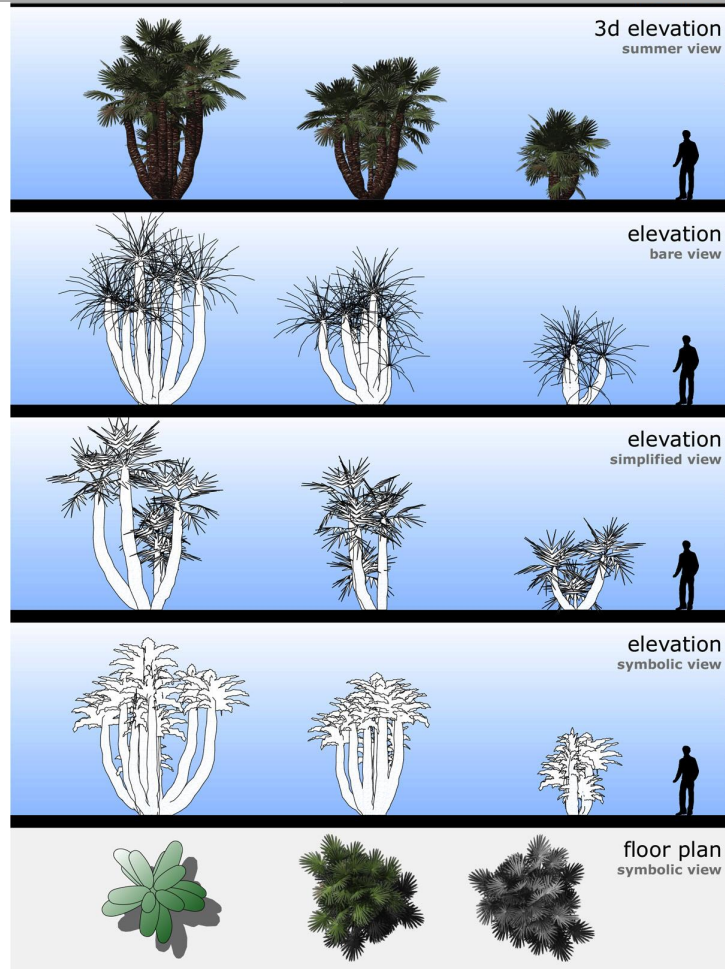 3d elevation
summer view
elevation
bare view
elevation
simplified view
elevation
symbolic view
floor plan
symbolic view